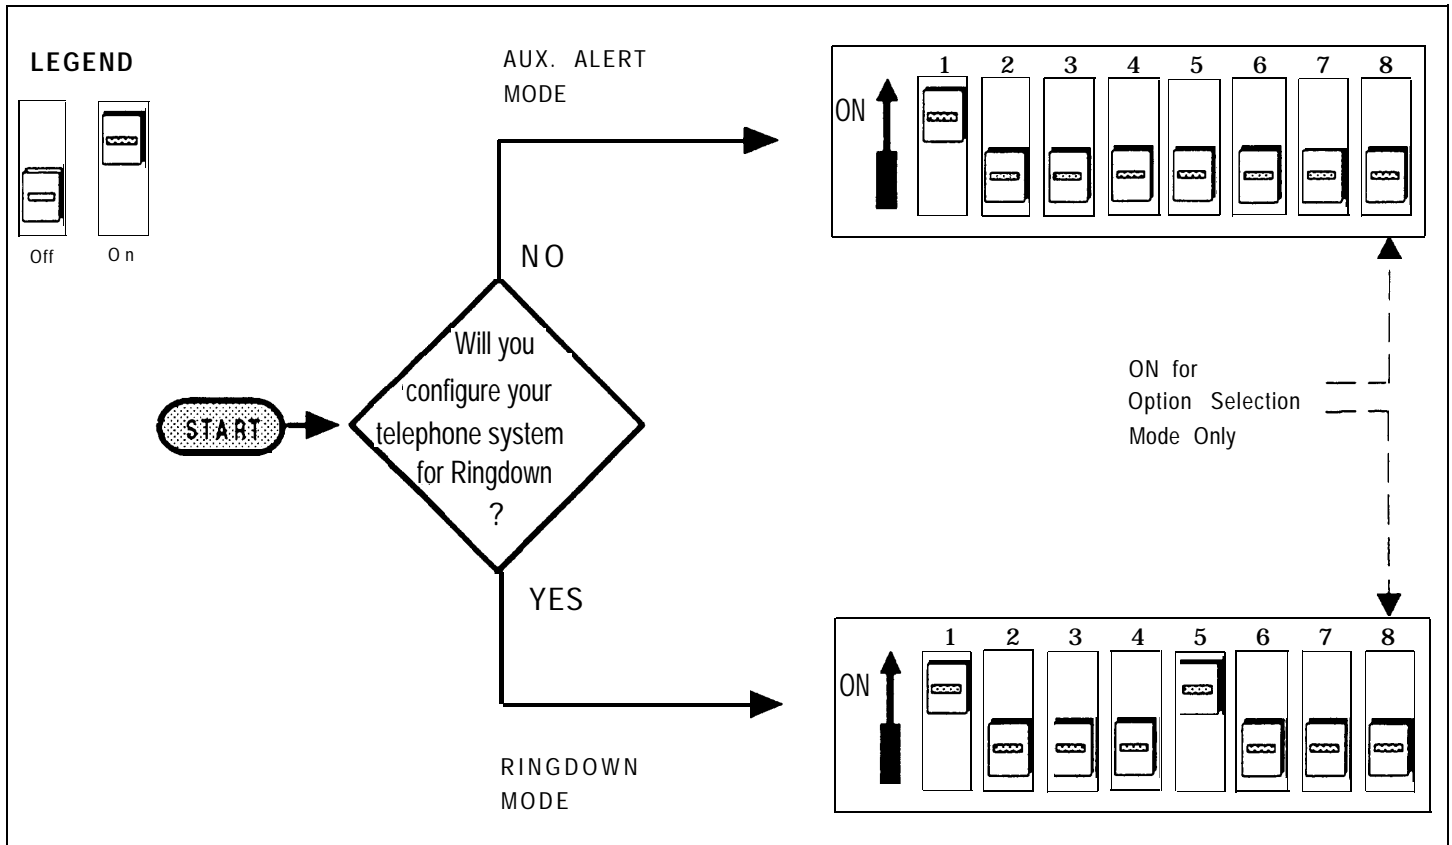 LEGEND
Off
On
AUX. ALERT
MODE
NO
START
Will you
configure your
telephone system
for Ringdown
?
YES
RINGDOWN
MODE
1 2 3 4 5 6 7 8
ON
ON for
Option Selection
Mode Only
1 2 3 4 5 6 7 8
ON